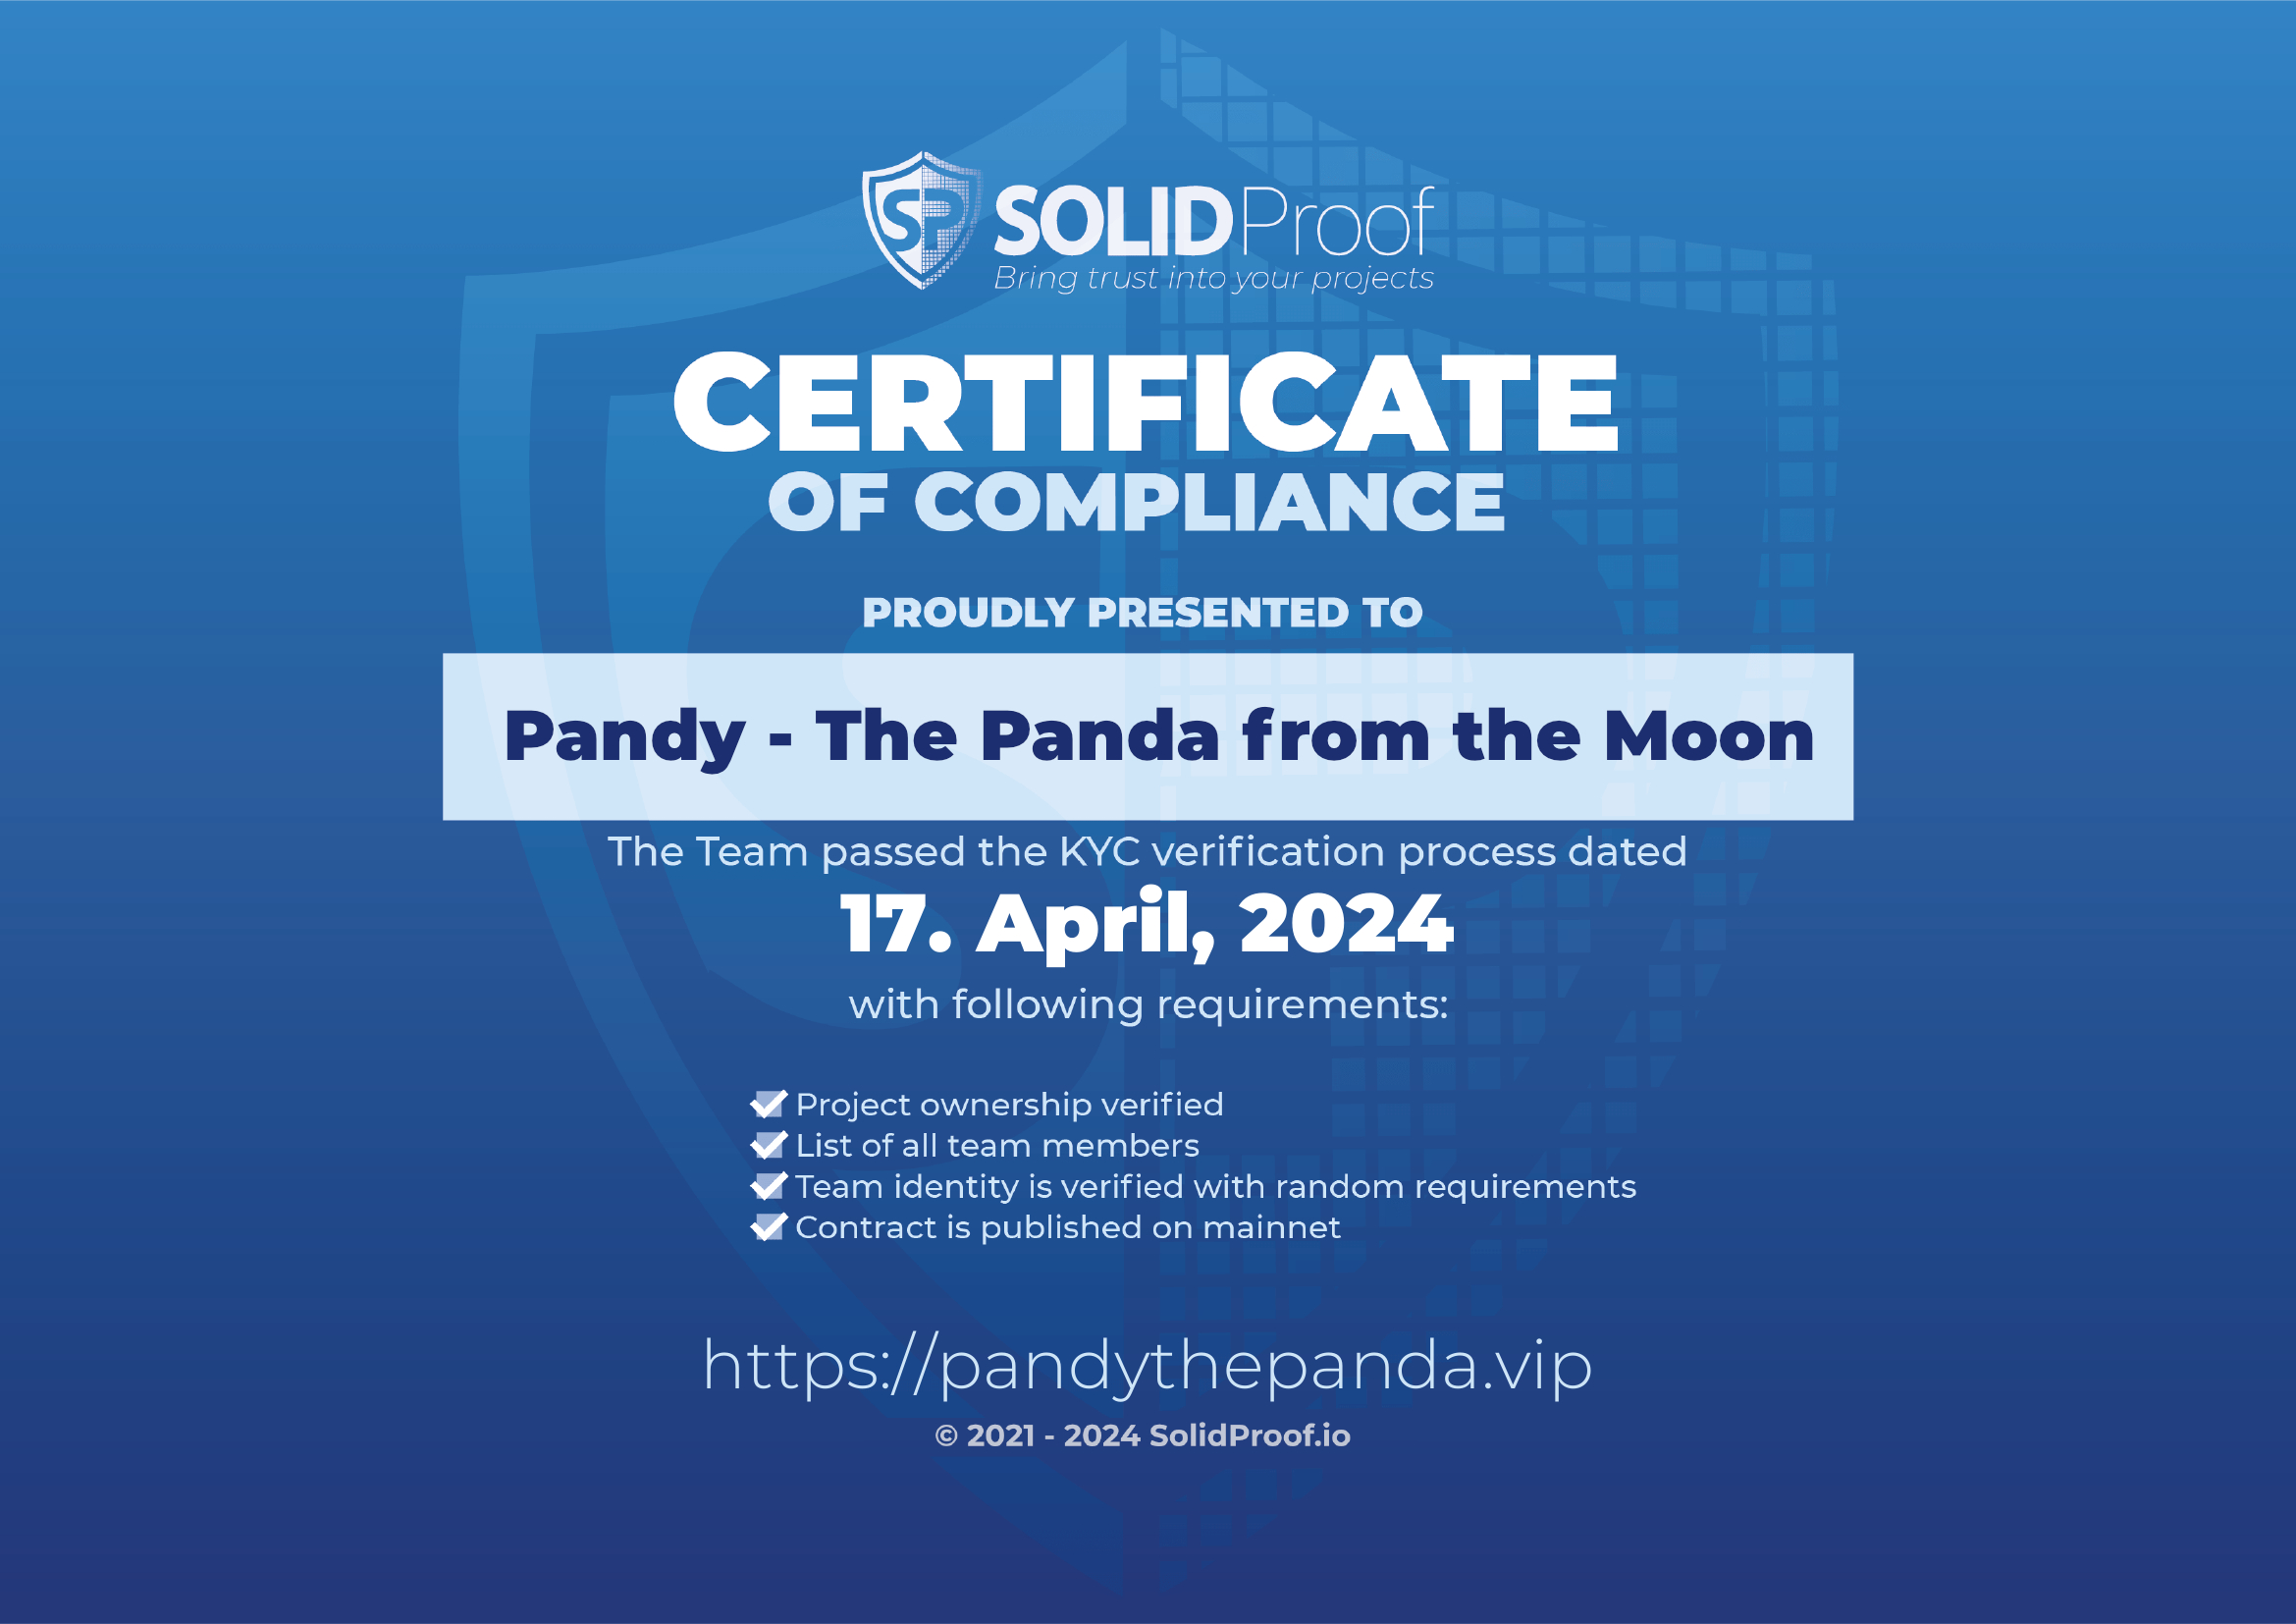 SP SOLIDProof
Bring trust into your projects
CERTIFICATE
OF COMPLIANCE
PROUDLY PRESENTED TO
Pandy - The Panda from the Moon
The Team passed the KYC verification process dated
17. April, 2024
with following requirements:
Project ownership verified
List of all team members
Team identity is verified with random requirements
Contract is published on mainnet
https://pandythepanda.vip
© 2021 - 2024 SolidProof.io